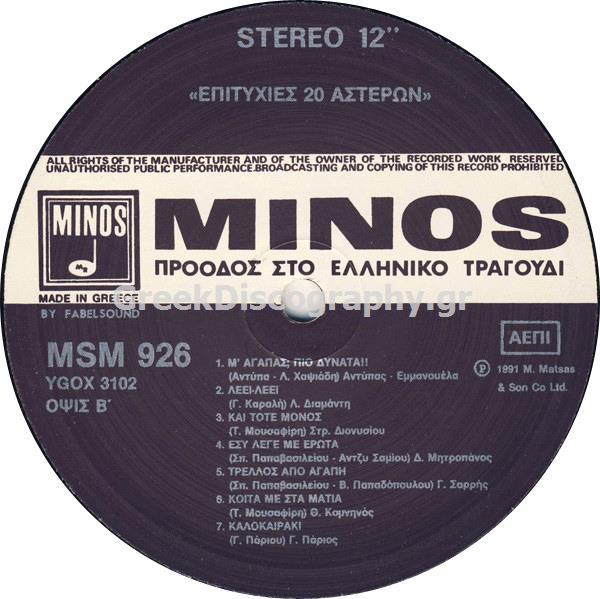 STEREO 12''
«ΕΠΙΤΥΧΙΕΣ 20 ΑΣΤΕΡΩΝ»
ALL RIGHTS OF THE MANUFACTURER AND OF THE OWNER OF THE RECORDED WORK RESERVED
UNAUTHORISED PUBLIC PERFORMANCE.BROADCASTING AND COPYING OF THIS RECORD PROHIBITED
MINOS
MINOS
ΠΡΟΟΔΟΣ ΣΤΟ ΕΛΛΗΝΙΚΟ ΤΡΑΓΟΥΔΙ
MADE IN GREECE
GreekDiscography.gr
BY FABELSOUND
MSM 926
YGOX 3102
ΟΨΙΣ Β΄
ΑΕΠΙ
Ⓟ 1991 M. Matsas
& Son Co Ltd.
1. Μ' ΑΓΑΠΑΣ; ΠΙΟ ΔΥΝΑΤΑ!!
(Αντύπα - Λ. Χαψιάδη) Αντύπας - Εμμανουέλα
2. ΛΕΕΙ-ΛΕΕΙ
(Γ. Καραλή) Λ. Διαμάντη
3. ΚΑΙ ΤΟΤΕ ΜΟΝΟΣ
(Τ. Μουσαφίρη) Στρ. Διονυσίου
4. ΕΣΥ ΛΕΓΕ ΜΕ ΕΡΩΤΑ
(Σπ. Παπαβασιλείου - Αντζυ Σαμίου) Δ. Μητροπάνος
5. ΤΡΕΛΛΟΣ ΑΠΟ ΑΓΑΠΗ
(Σπ. Παπαβασιλείου - Β. Παπαδόπουλου) Γ. Σαρρής
6. ΚΟΙΤΑ ΜΕ ΣΤΑ ΜΑΤΙΑ
(Τ. Μουσαφίρη) Θ. Κομνηνός
7. ΚΑΛΟΚΑΙΡΑΚΙ
(Γ. Πάριου) Γ. Πάριος